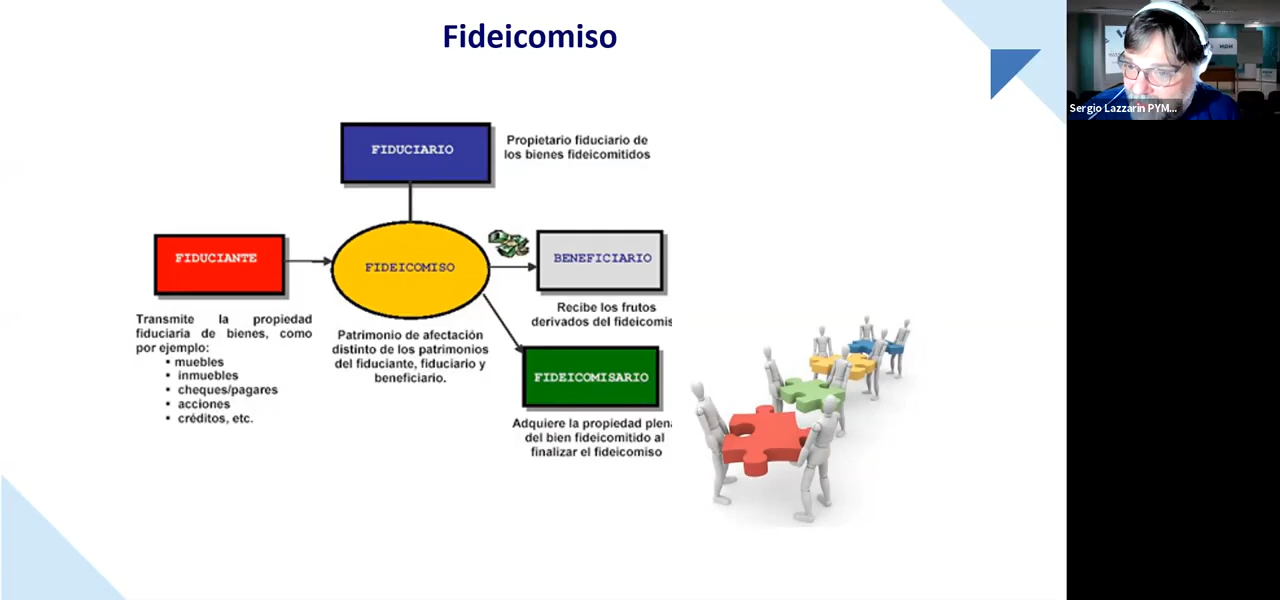 Fideicomiso
Sergio Lazzarin PYM...
FIDUCIARIO
Propietario fiduciario de
los bienes fideicomitidos
FIDUCIANTE
FIDEICOMISO
BENEFICIARIO
Transmite la propiedad
fiduciaria de bienes, como
por ejemplo:
▪ muebles
▪ inmuebles
▪ cheques/pagares
▪ acciones
▪ créditos, etc.
Patrimonio de afectación
distinto de los patrimonios
del fiduciante, fiduciario y
beneficiario.
Recibe los frutos
derivados del fideicomis
FIDEICOMISARIO
Adquiere la propiedad plen
del bien fideicomitido al
finalizar el fideicomiso